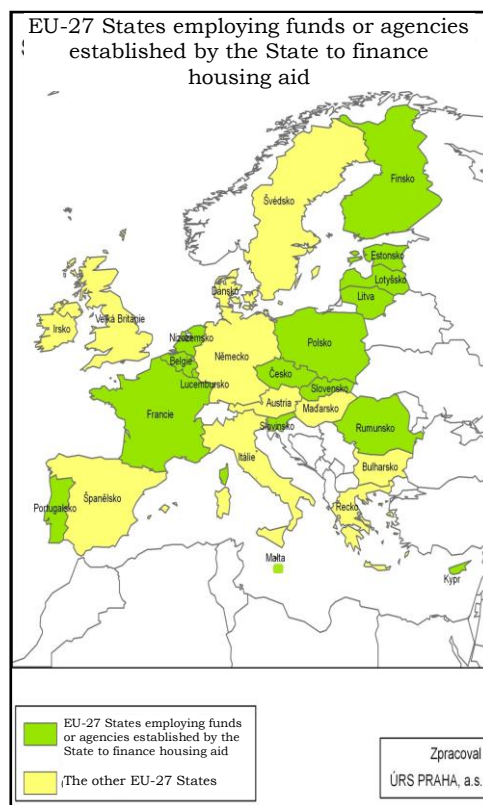 EU-27 States employing funds or agencies
established by the State to finance
housing aid
Finsko
Švédsko
Estonsko
Lotyšsko
Litva
Dánsko
Irsko
Velká Britanie
Nizozemsko
Polsko
Německo
Belgie
Česko
Lucembursko
Slovensko
Austria
Maďarsko
Francie
Slovinsko
Rumunsko
Itálie
Bulharsko
Portugalsko
Španělsko
Řecko
Malta
Kypr
EU-27 States employing funds
or agencies established by the
State to finance housing aid
The other EU-27 States
Zpracoval
ÚRS PRAHA, a.s.